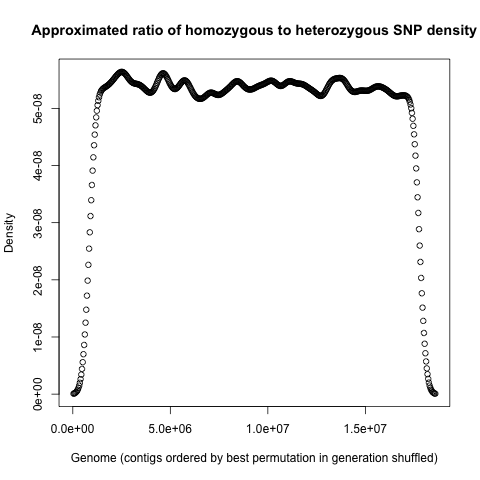 Approximated ratio of homozygous to heterozygous SNP density
Density
5e-08
4e-08
3e-08
2e-08
1e-08
0e+00
0.0e+00 5.0e+06 1.0e+07 1.5e+07
Genome (contigs ordered by best permutation in generation shuffled)